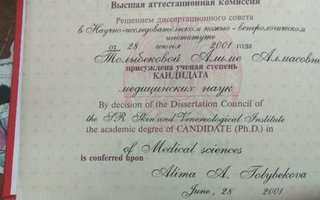 Высшая аттестационная комиссия
Решением диссертационного совета
в Научно-исследовательском кожно-венерологическом
институте
от 28 июня 2001 года
Толыбековой Алиме Алмасовне
присуждена ученая степень
КАНДИДАТА
медицинских наук
By decision of the Dissertation Council of
the S.R. Skin and Venereological Institute
the academic degree of CANDIDATE (Ph.D.) in
of Medical sciences
is conferred upon
Alima A. Tolybekova
June, 28 2001